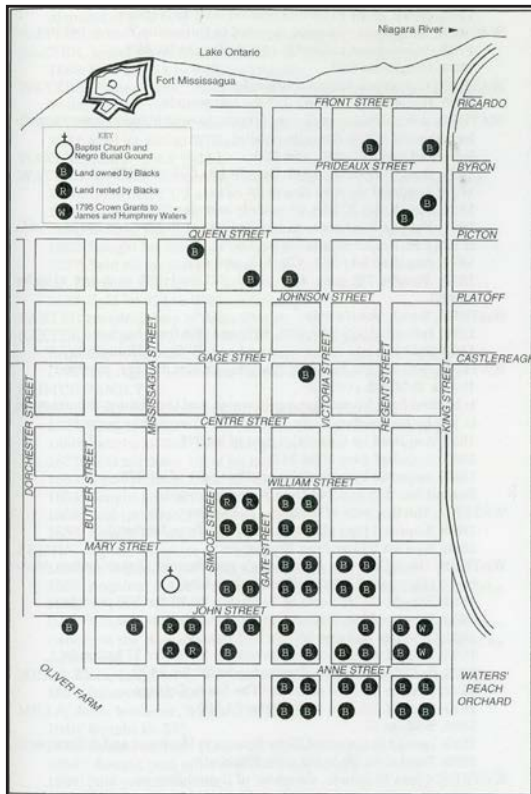 Niagara River
Lake Ontario
Fort Mississagua
FRONT STREET
RICARDO
KEY
Baptist Church and
Negro Burial Ground
B Land owned by Blacks
R Land rented by Blacks
W 1795 Crown Grants to
James and Humphrey Waters
B B
PRIDEAUX STREET
BYRON
B
B
QUEEN STREET
PICTON
B
B B
JOHNSON STREET
PLATOFF
DORCHESTER STREET
BUTLER STREET
MISSISSAGUA STREET
VICTORIA STREET
REGENT STREET
KING STREET
GAGE STREET
CASTLEREAGH
B
CENTRE STREET
WILLIAM STREET
SIMCOE STREET
GATE STREET
R R B B
B B B B
MARY STREET
B B B B
B B B B B B
JOHN STREET
B B R B B B B B B W
R R B B B B B B W
ANNE STREET
OLIVER FARM
WATERS'
PEACH
ORCHARD
B B B B B B
B B B B B